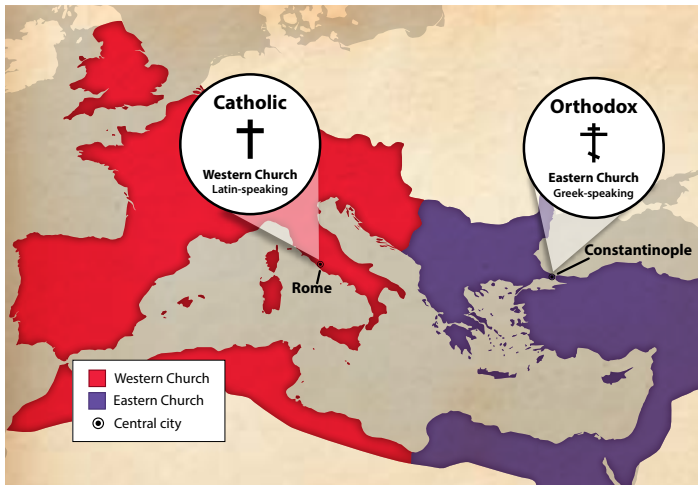 Catholic
Western Church
Latin-speaking
Orthodox
Eastern Church
Greek-speaking
Constantinople
Rome
Western Church
Eastern Church
Central city